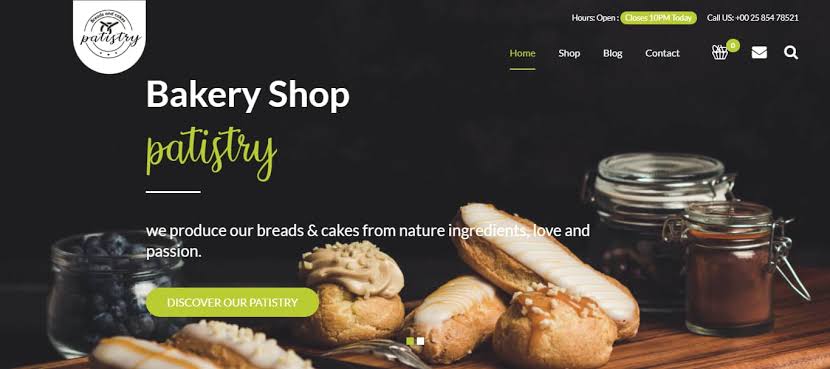 Breads and cakes
patistry
Hours: Open : Closes 10PM Today
Call US: +00 25 854 78521
Home
Shop
Blog
Contact
0
Bakery Shop
patistry
we produce our breads & cakes from nature ingredients, love and
passion.
DISCOVER OUR PATISTRY